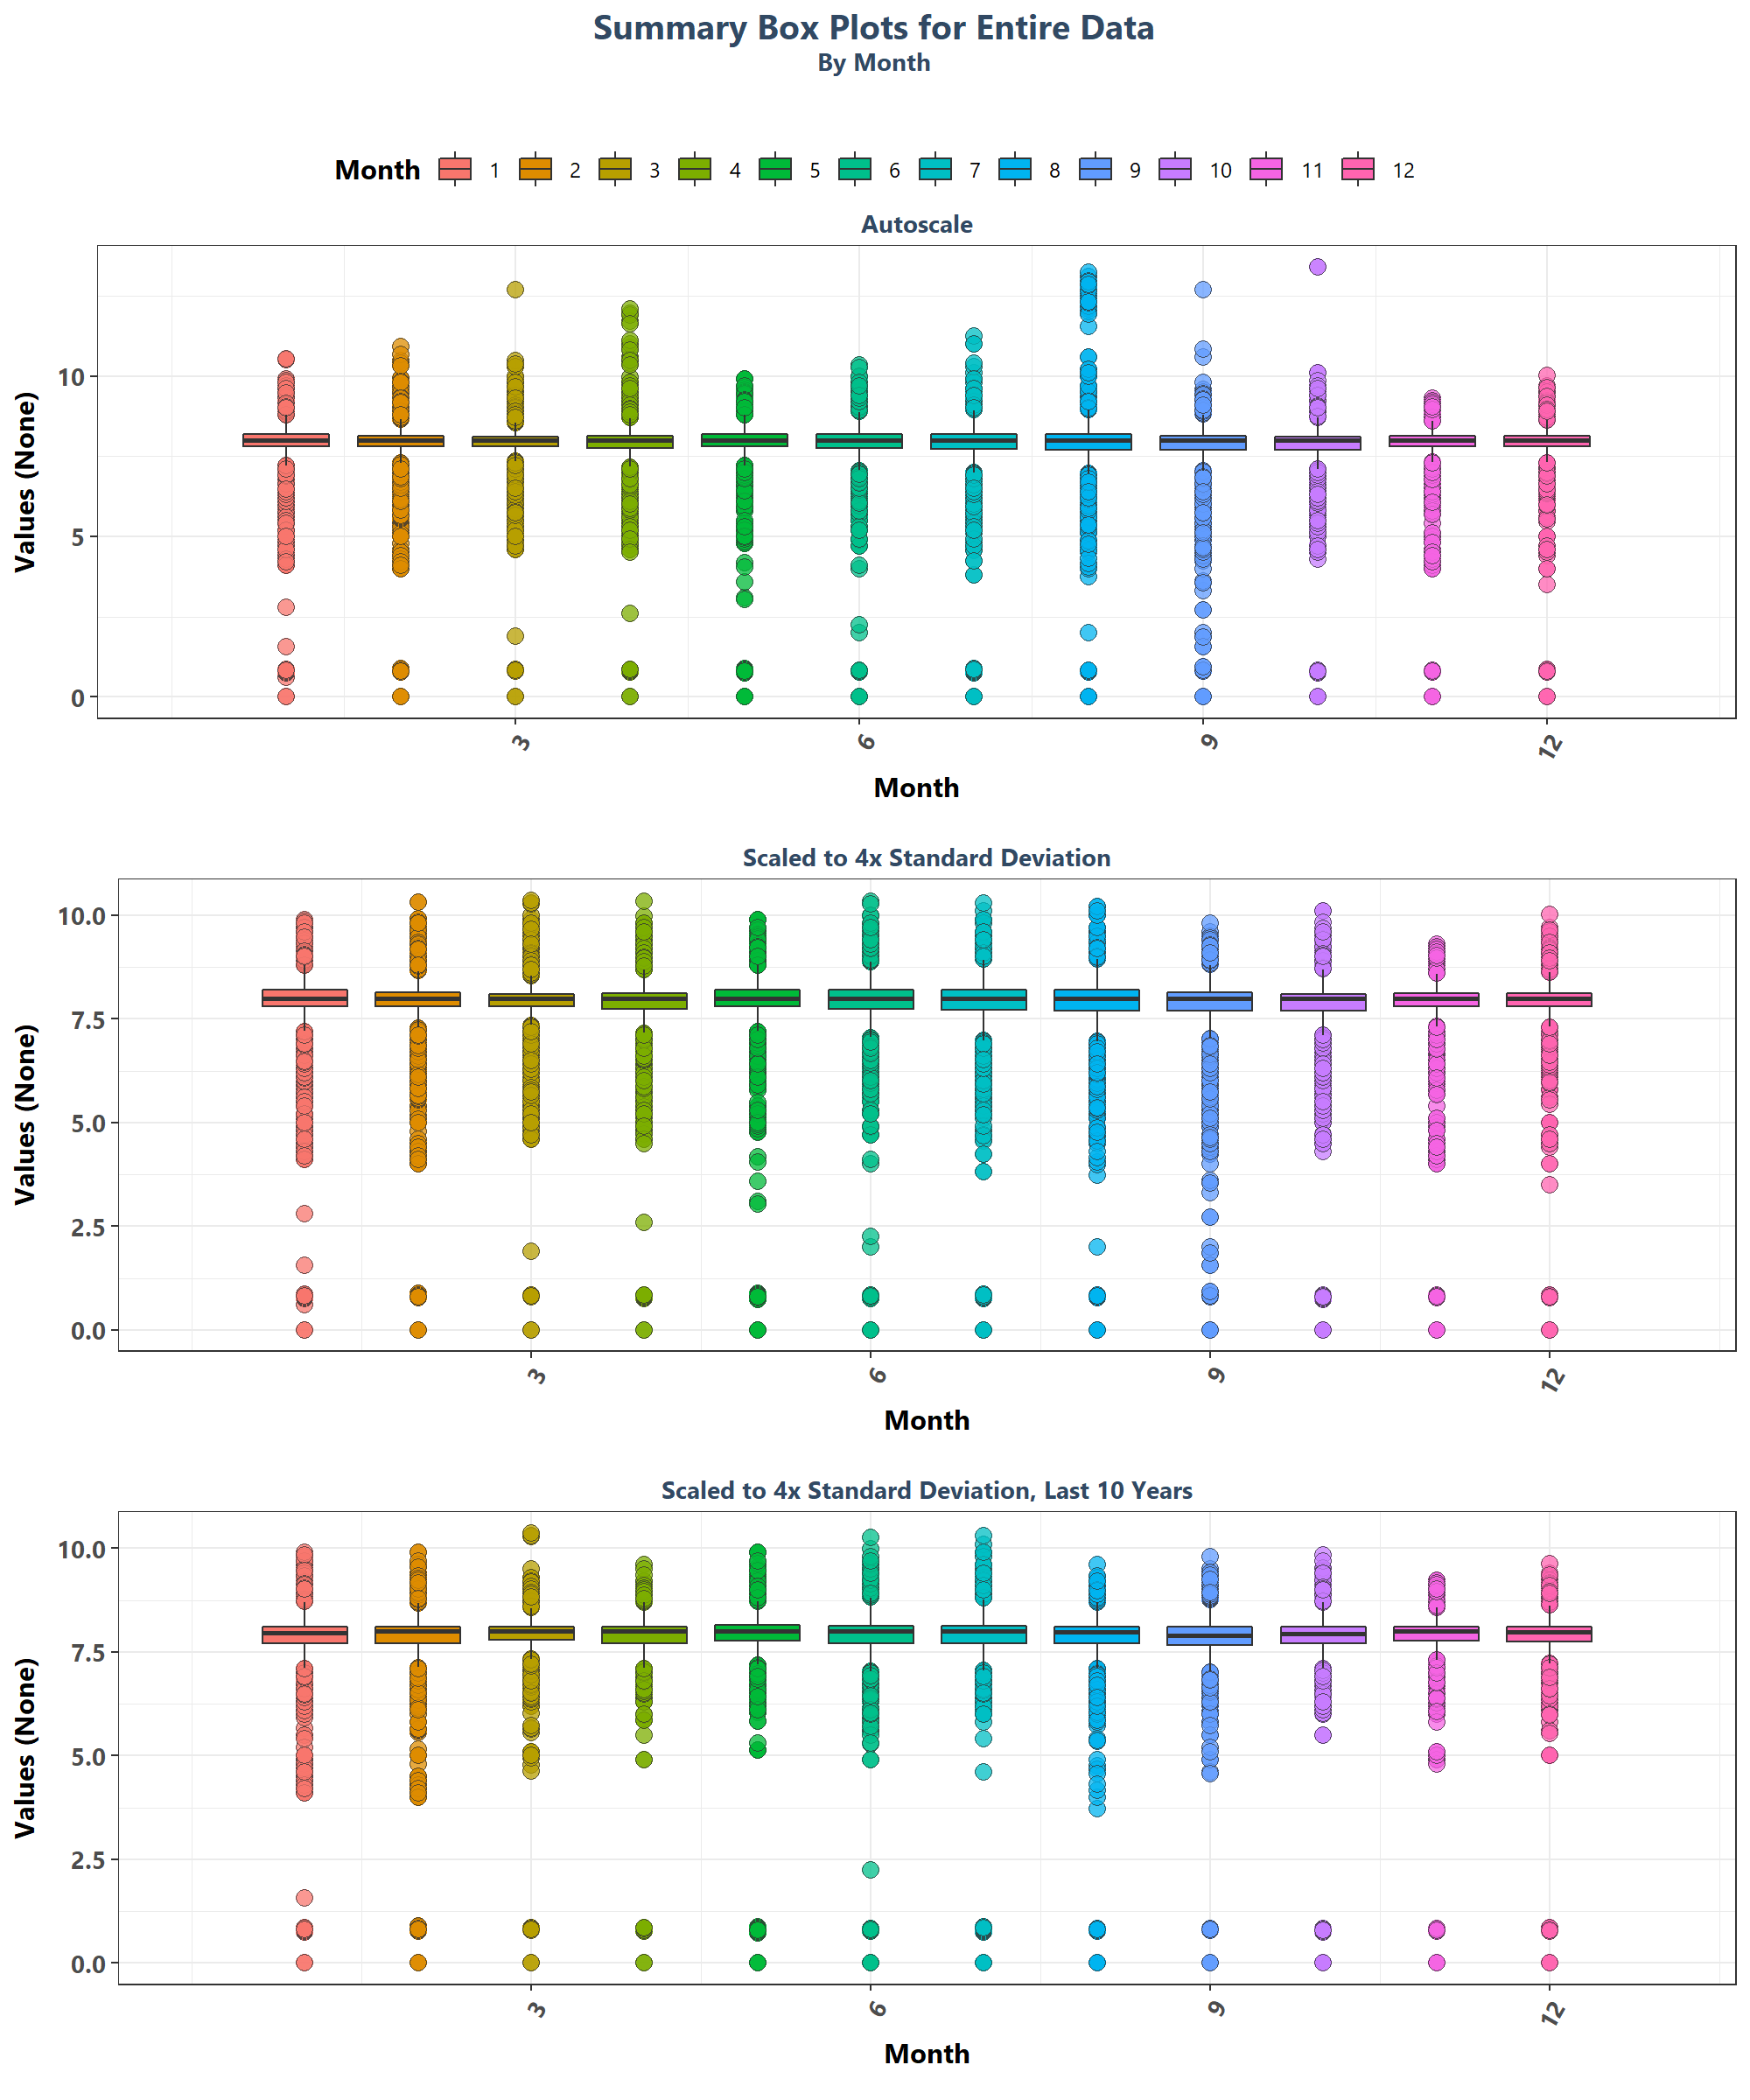 Summary Box Plots for Entire Data
By Month
Month 1 2 3 4 5 6 7 8 9 10 11 12
Autoscale
Values (None)
10
5
0
3 6 9 12
Month
Scaled to 4x Standard Deviation
Values (None)
10.0
7.5
5.0
2.5
0.0
3 6 9 12
Month
Scaled to 4x Standard Deviation, Last 10 Years
Values (None)
10.0
7.5
5.0
2.5
0.0
3 6 9 12
Month